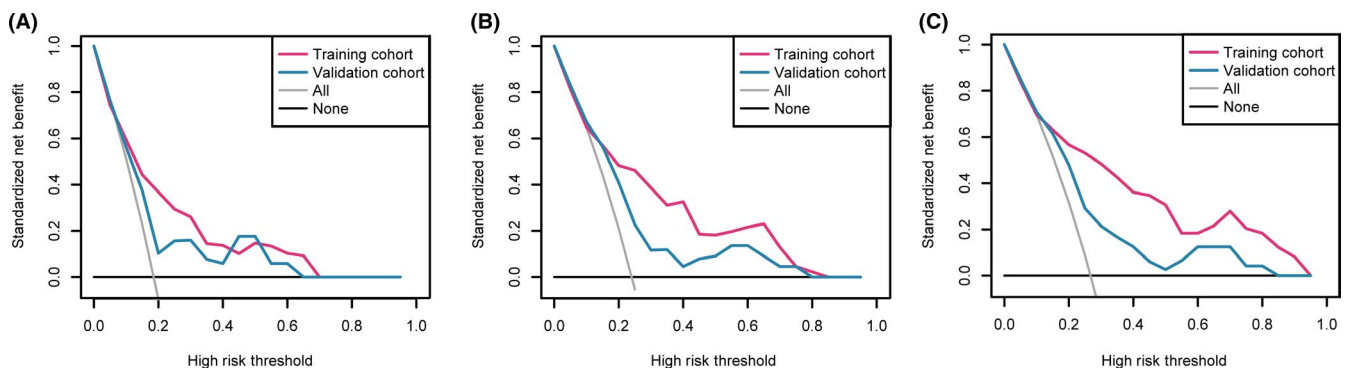 (A)
Standardized net benefit
1.0
0.8
0.6
0.4
0.2
0.0
Training cohort
Validation cohort
All
None
0.0 0.2 0.4 0.6 0.8 1.0
High risk threshold
(B)
Standardized net benefit
1.0
0.8
0.6
0.4
0.2
0.0
Training cohort
Validation cohort
All
None
0.0 0.2 0.4 0.6 0.8 1.0
High risk threshold
(C)
Standardized net benefit
1.0
0.8
0.6
0.4
0.2
0.0
Training cohort
Validation cohort
All
None
0.0 0.2 0.4 0.6 0.8 1.0
High risk threshold